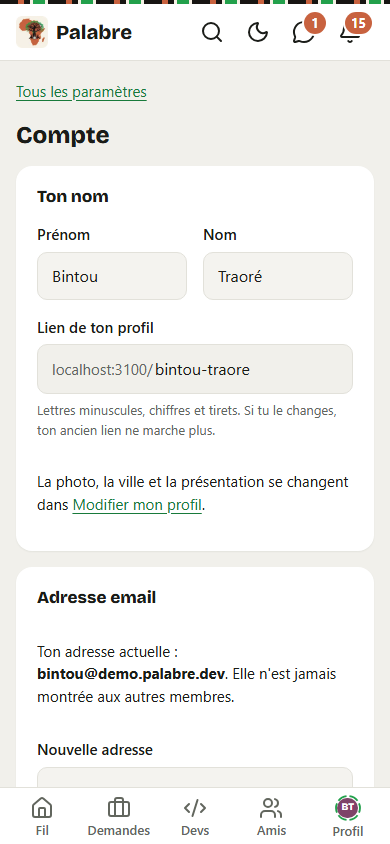 Palabre
1
15
Tous les paramètres
Compte
Ton nom
Prénom Nom
Bintou Traoré
Lien de ton profil
localhost:3100/bintou-traore
Lettres minuscules, chiffres et tirets. Si tu le changes,
ton ancien lien ne marche plus.
La photo, la ville et la présentation se changent
dans Modifier mon profil.
Adresse email
Ton adresse actuelle :
bintou@demo.palabre.dev. Elle n'est jamais
montrée aux autres membres.
Nouvelle adresse
BT
Fil Demandes Devs Amis Profil